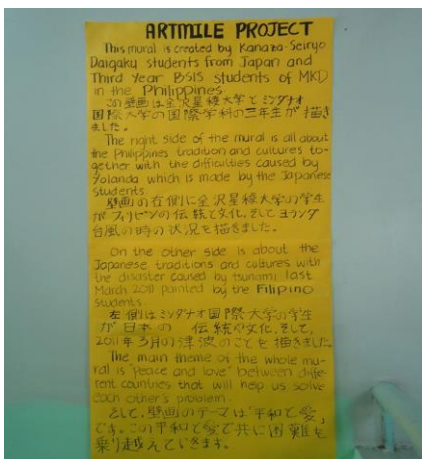 ARTMILE PROJECT
This mural is created by Kanaza-Seiryo
Daigaku students from Japan and
Third Year BSIS students of MKD
in the Philippines.
この壁画は金沢星稜大学とミンダナオ
国際大学の国際学科の三年生が描き
ました。
The right side of the mural is all about
the Philippines tradition and cultures to-
gether with the difficulties caused by
Yolanda which is made by the Japanese
students.
壁画の右側に金沢星稜大学の学生
がフィリピンの伝統と文化、そしてヨランダ
台風の時の状況を描きました。
On the other side is about the
Japanese traditions and cultures with
the disaster caused by tsunami last
March 2011 painted by the Filipino
students.
左側はミンダナオ国際大学の学生
が日本の 伝統や文化、そして、
2011年3月の津波のことを描きました。
The main theme of the whole mu-
ral is "Peace and love" between diffe-
rent countries that will help us solve
each other's problem.
そして、壁画のテーマは「平和と愛」
です。この平和と愛で共に困難を
乗り越えていきます。